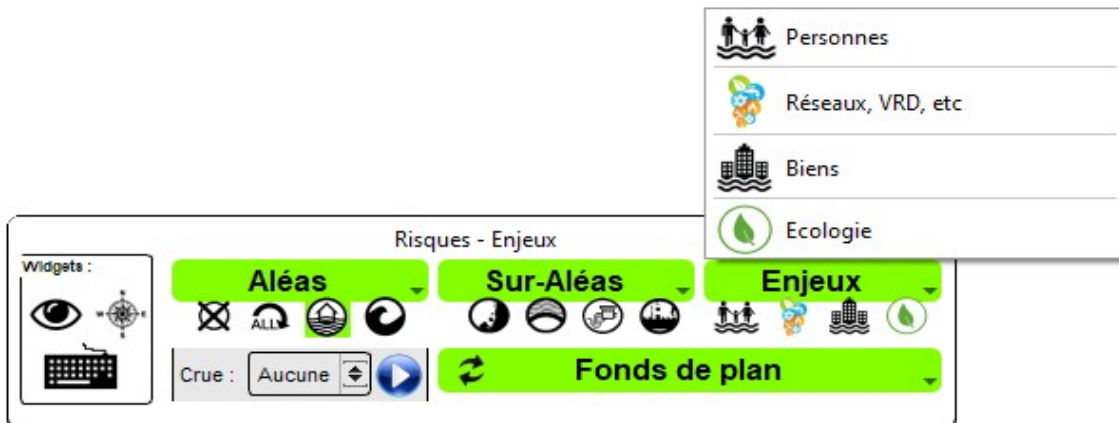 Personnes
Réseaux, VRD, etc
Biens
Ecologie
Risques - Enjeux
Widgets :
Aléas
Sur-Aléas
Enjeux
ALL
Crue :
Aucune
Fonds de plan